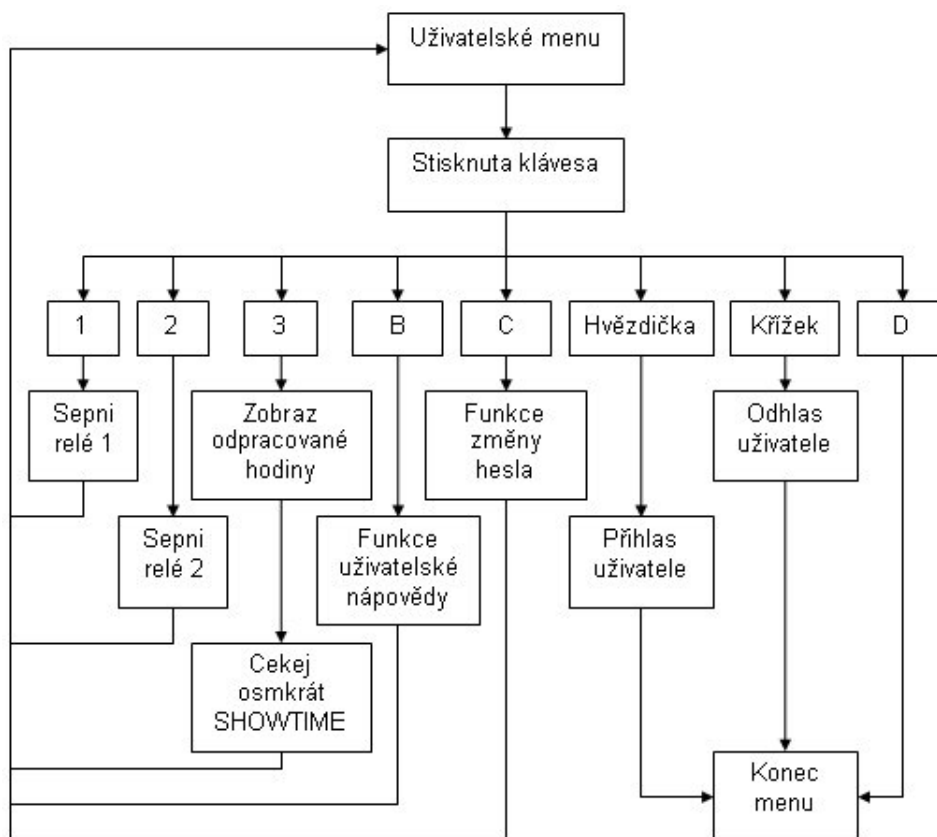 Uživatelské menu
Stisknuta klávesa
1
2
3
B
C
Hvězdička
Křížek
D
Sepni
relé 1
Zobraz
odpracované
hodiny
Funkce
změny
hesla
Odhlas
uživatele
Sepni
relé 2
Funkce
uživatelské
nápovědy
Přihlas
uživatele
Cekej
osmkrát
SHOWTIME
Konec
menu